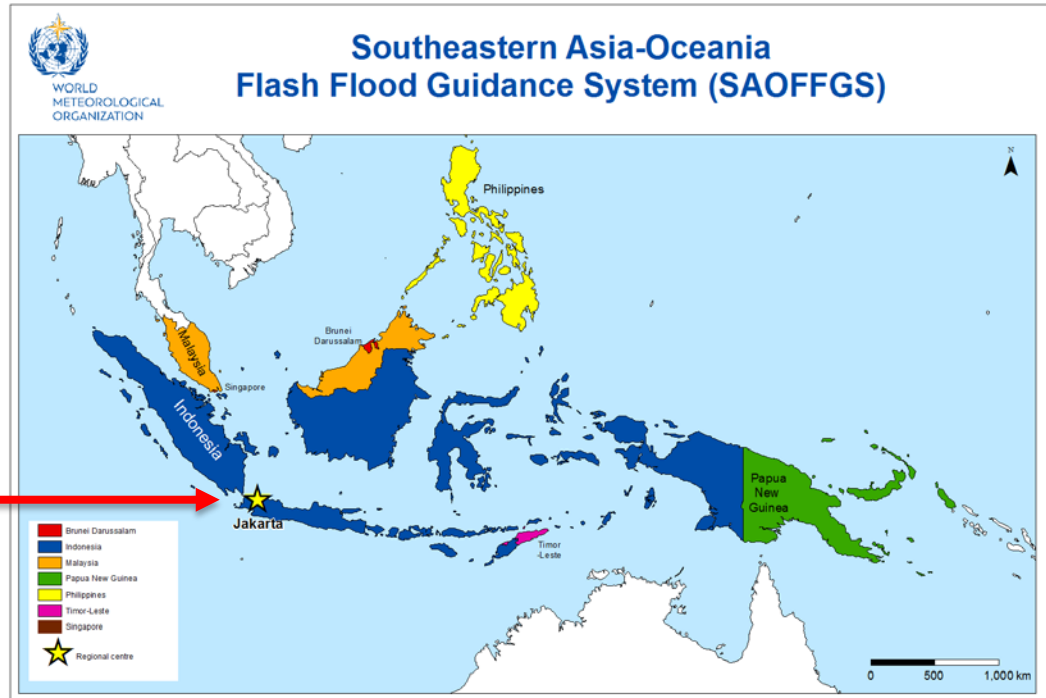 WORLD
METEOROLOGICAL
ORGANIZATION
Southeastern Asia-Oceania
Flash Flood Guidance System (SAOFFGS)
N
Philippines
Brunei
Darussalam
Malaysia
Singapore
Indonesia
Papua
New
Guinea
Jakarta
Timor
-Leste
Brunei Darussalam
Indonesia
Malaysia
Papua New Guinea
Philippines
Timor-Leste
Singapore
Regional centre
0 500 1,000 km